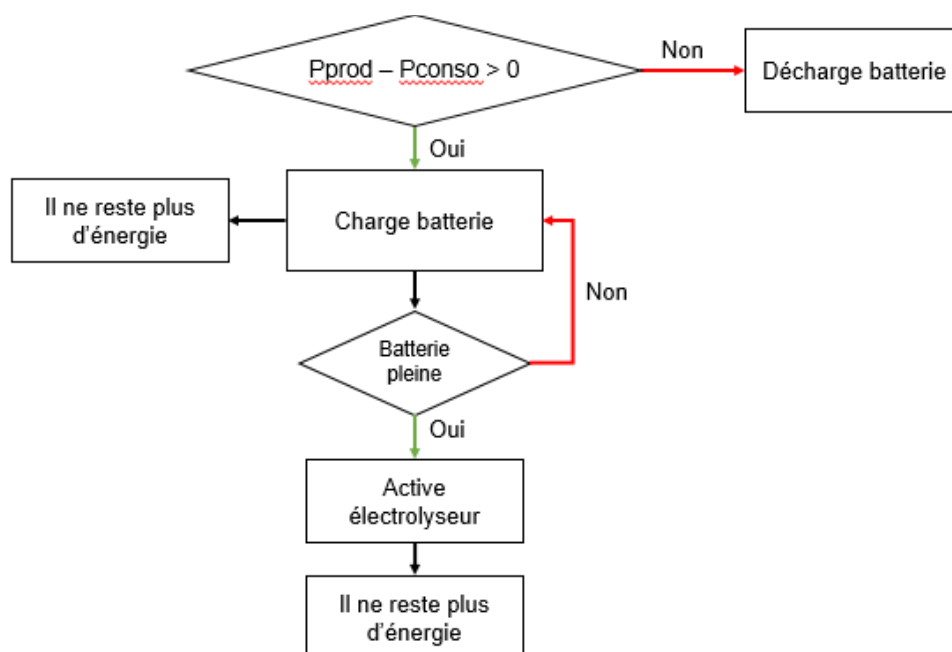 Pprod – Pconso > 0
Non
Décharge batterie
Oui
Il ne reste plus
d'énergie
Charge batterie
Non
Batterie
pleine
Oui
Active
électrolyseur
Il ne reste plus
d'énergie